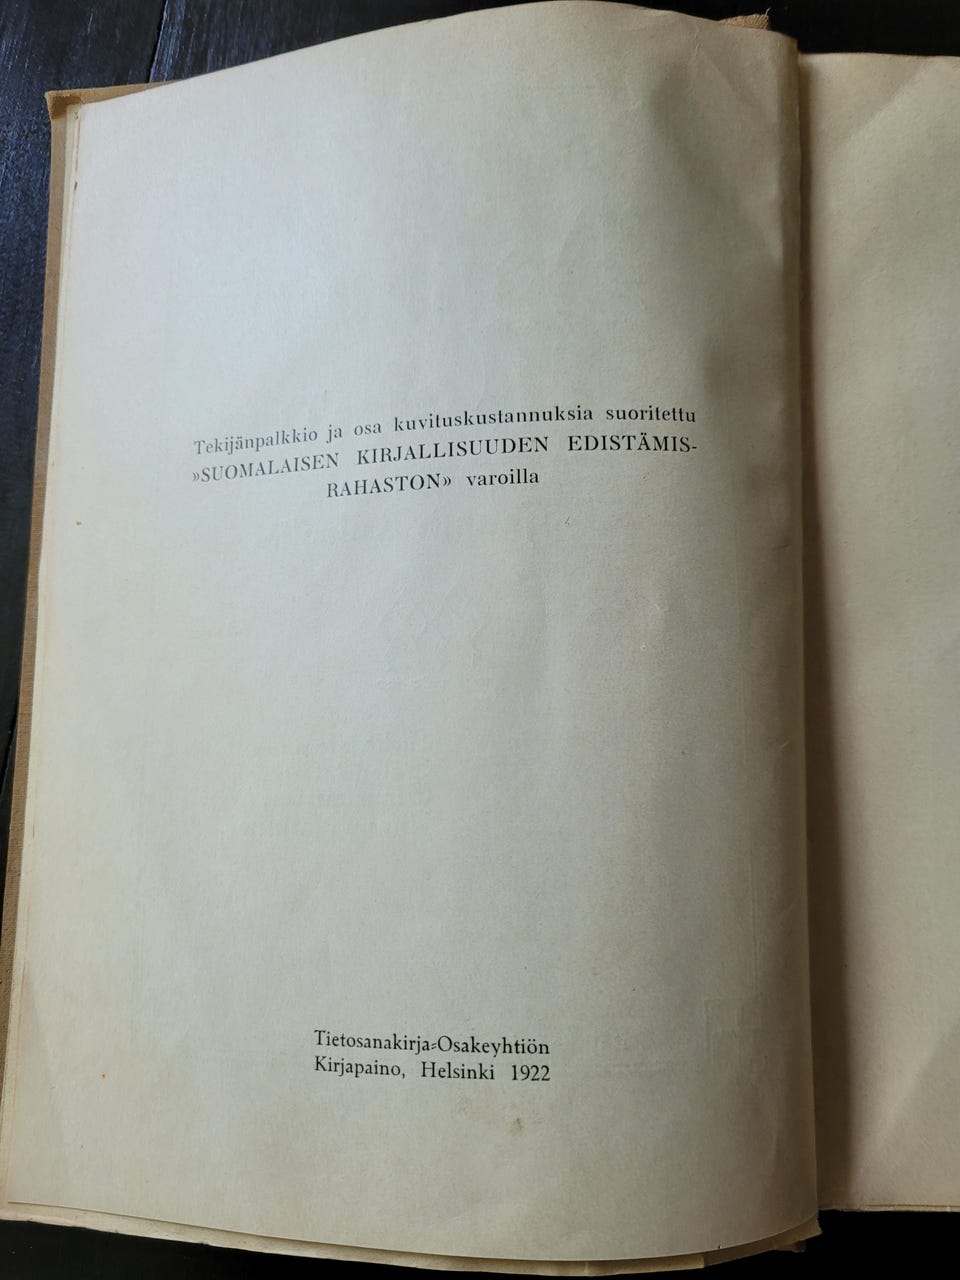 Tekijänpalkkio ja osa kuvituskustannuksia suoritettu
»SUOMALAISEN KIRJALLISUUDEN EDISTÄMIS-
RAHASTON» varoilla
Tietosanakirja-Osakeyhtiön
Kirjapaino, Helsinki 1922